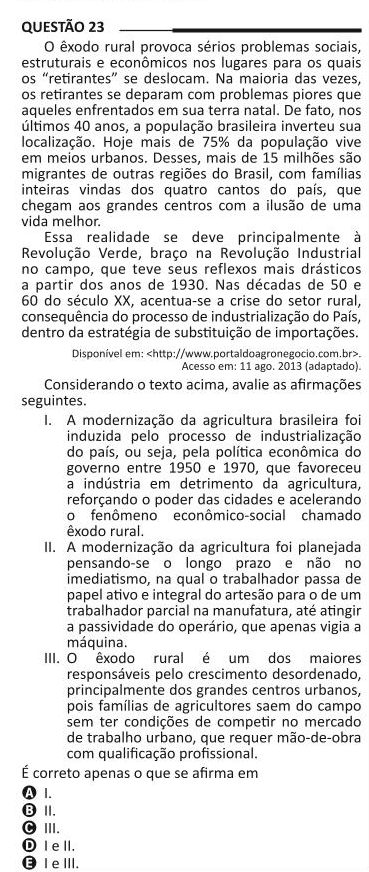 QUESTÃO 23
O êxodo rural provoca sérios problemas sociais,
estruturais e econômicos nos lugares para os quais
os “retirantes” se deslocam. Na maioria das vezes,
os retirantes se deparam com problemas piores que
aqueles enfrentados em sua terra natal. De fato, nos
últimos 40 anos, a população brasileira inverteu sua
localização. Hoje mais de 75% da população vive
em meios urbanos. Desses, mais de 15 milhões são
migrantes de outras regiões do Brasil, com famílias
inteiras vindas dos quatro cantos do país, que
chegam aos grandes centros com a ilusão de uma
vida melhor.
Essa realidade se deve principalmente à
Revolução Verde, braço na Revolução Industrial
no campo, que teve seus reflexos mais drásticos
a partir dos anos de 1930. Nas décadas de 50 e
60 do século XX, acentua-se a crise do setor rural,
consequência do processo de industrialização do País,
dentro da estratégia de substituição de importações.
Disponível em: <http://www.portaldoagronegocio.com.br>.
Acesso em: 11 ago. 2013 (adaptado).
Considerando o texto acima, avalie as afirmações
seguintes.
I. A modernização da agricultura brasileira foi
induzida pelo processo de industrialização
do país, ou seja, pela política econômica do
governo entre 1950 e 1970, que favoreceu
a indústria em detrimento da agricultura,
reforçando o poder das cidades e acelerando
o fenômeno econômico-social chamado
êxodo rural.
II. A modernização da agricultura foi planejada
pensando-se o longo prazo e não no
imediatismo, na qual o trabalhador passa de
papel ativo e integral do artesão para o de um
trabalhador parcial na manufatura, até atingir
a passividade do operário, que apenas vigia a
máquina.
III. O êxodo rural é um dos maiores
responsáveis pelo crescimento desordenado,
principalmente dos grandes centros urbanos,
pois famílias de agricultores saem do campo
sem ter condições de competir no mercado
de trabalho urbano, que requer mão-de-obra
com qualificação profissional.
É correto apenas o que se afirma em
A I.
B II.
C III.
D I e II.
E I e III.